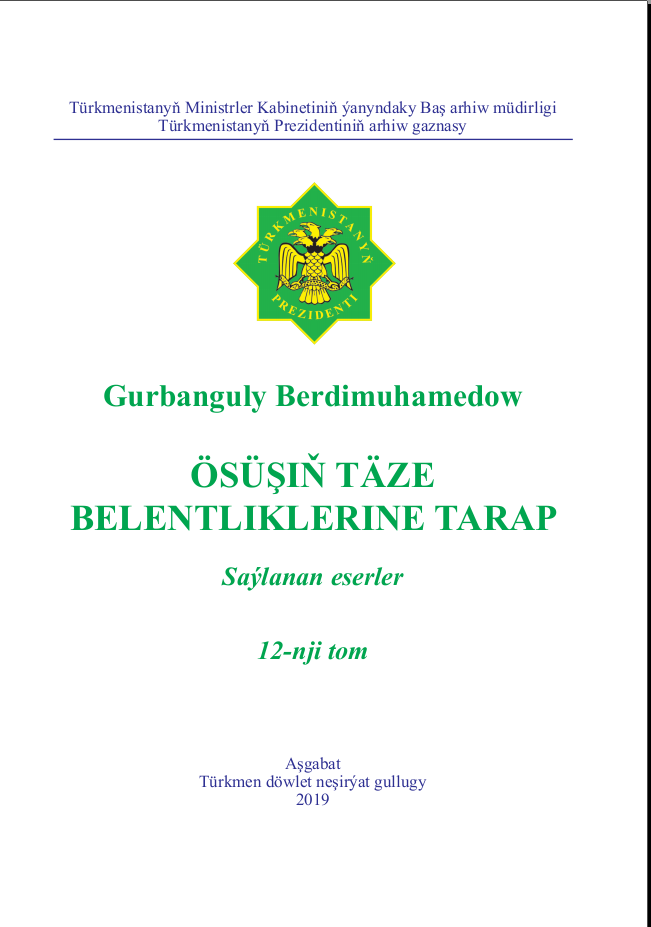 Türkmenistanyň Ministrler Kabinetiniň ýanyndaky Baş arhiw müdirligi
Türkmenistanyň Prezidentiniň arhiw gaznasy
TÜRKMENISTANYŇ
PREZIDENTI
Gurbanguly Berdimuhamedow
ÖSÜŞIŇ TÄZE
BELENTLIKLERINE TARAP
Saýlanan eserler
12-nji tom
Aşgabat
Türkmen döwlet neşirýat gullugy
2019